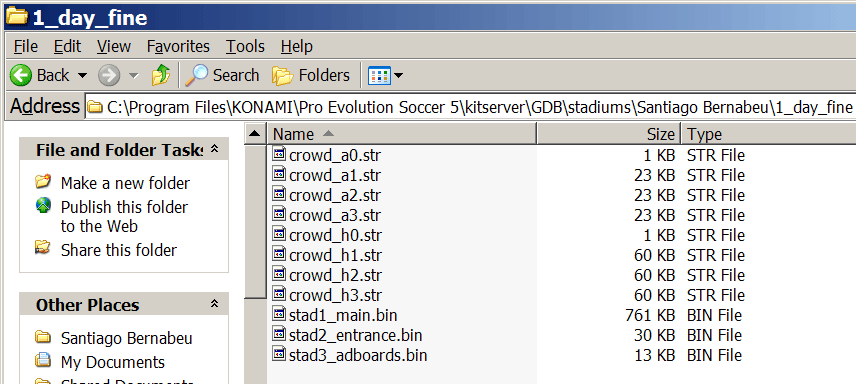 1_day_fine
File Edit View Favorites Tools Help
Back Search Folders
Address C:\Program Files\KONAMI\Pro Evolution Soccer 5\kitserver\GDB\stadiums\Santiago Bernabeu\1_day_fine
File and Folder Tasks
Make a new folder
Publish this folder
to the Web
Share this folder
Other Places
Santiago Bernabeu
My Documents
Shared Documents
Name Size Type
crowd_a0.str 1 KB STR File
crowd_a1.str 23 KB STR File
crowd_a2.str 23 KB STR File
crowd_a3.str 23 KB STR File
crowd_h0.str 1 KB STR File
crowd_h1.str 60 KB STR File
crowd_h2.str 60 KB STR File
crowd_h3.str 60 KB STR File
stad1_main.bin 761 KB BIN File
stad2_entrance.bin 30 KB BIN File
stad3_adboards.bin 13 KB BIN File